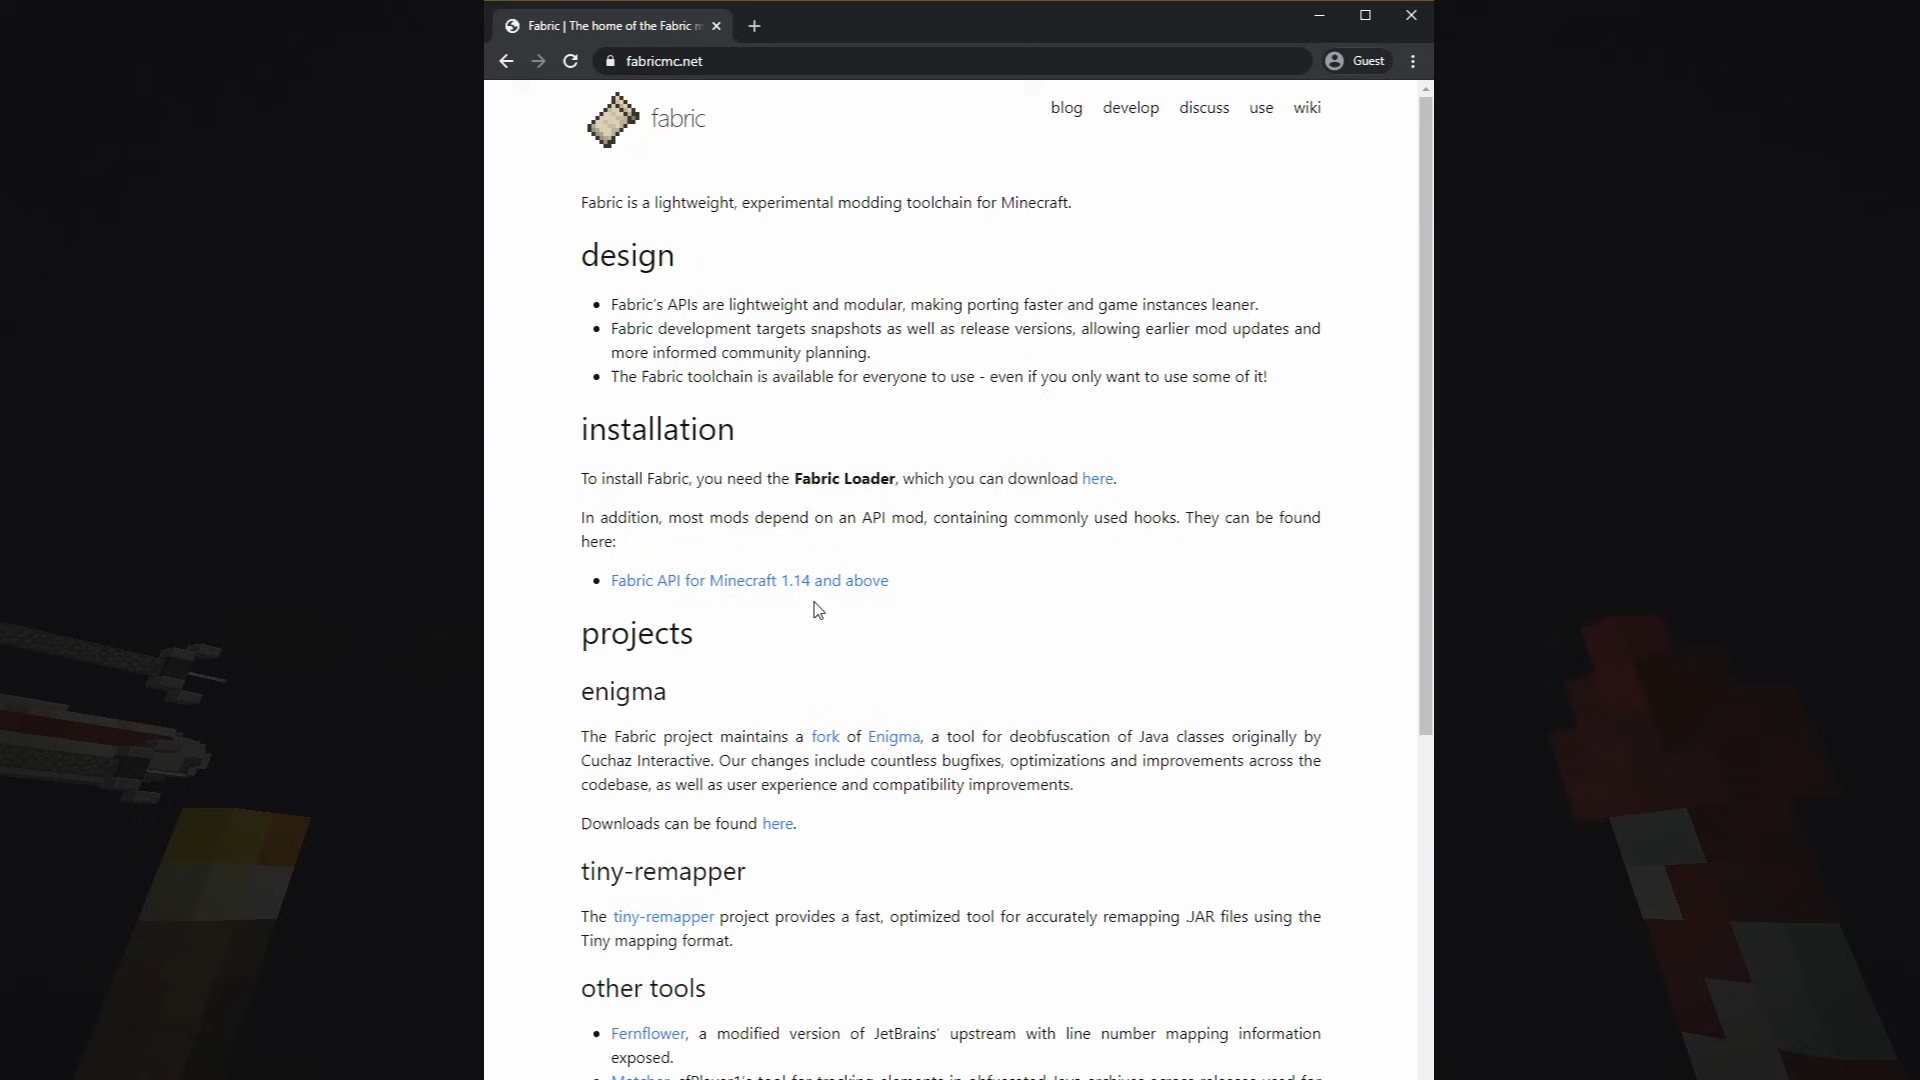 Fabric | The home of the Fabric
fabricmc.net
Guest
fabric
blog develop discuss use wiki
Fabric is a lightweight, experimental modding toolchain for Minecraft.
design
Fabric’s APIs are lightweight and modular, making porting faster and game instances leaner.
Fabric development targets snapshots as well as release versions, allowing earlier mod updates and
more informed community planning.
The Fabric toolchain is available for everyone to use - even if you only want to use some of it!
installation
To install Fabric, you need the Fabric Loader, which you can download here.
In addition, most mods depend on an API mod, containing commonly used hooks. They can be found
here:
Fabric API for Minecraft 1.14 and above
projects
enigma
The Fabric project maintains a fork of Enigma, a tool for deobfuscation of Java classes originally by
Cuchaz Interactive. Our changes include countless bugfixes, optimizations and improvements across the
codebase, as well as user experience and compatibility improvements.
Downloads can be found here.
tiny-remapper
The tiny-remapper project provides a fast, optimized tool for accurately remapping .JAR files using the
Tiny mapping format.
other tools
Fernflower, a modified version of JetBrains’ upstream with line number mapping information
exposed.